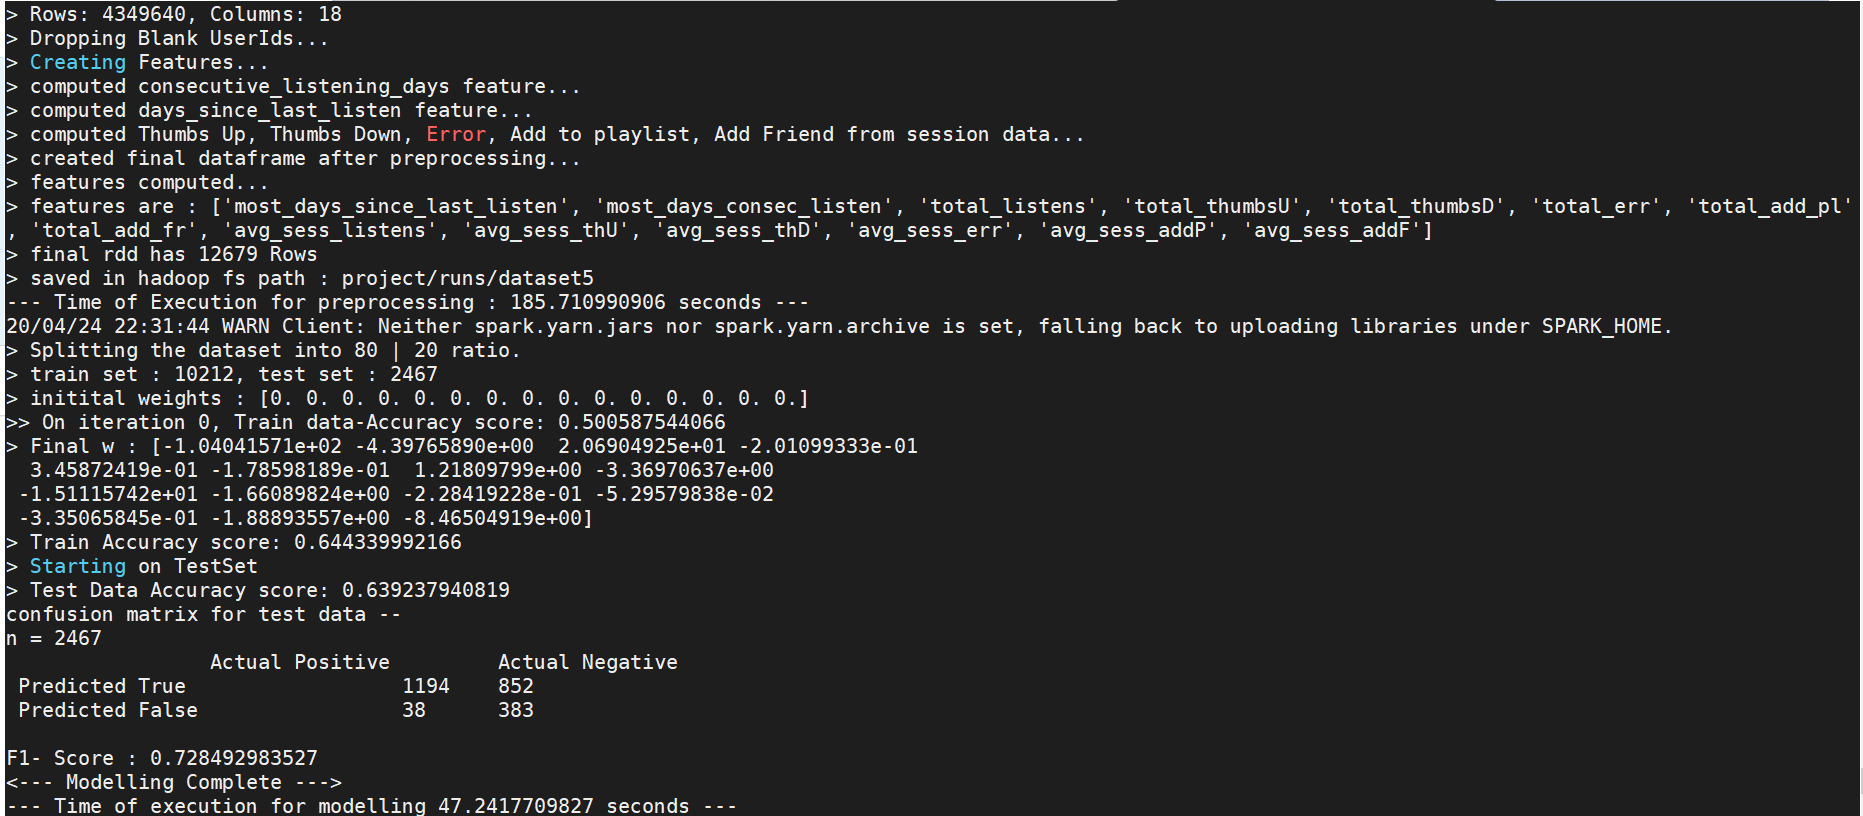 > Rows: 4349640, Columns: 18
> Dropping Blank UserIds...
> Creating Features...
> computed consecutive_listening_days feature...
> computed days_since_last_listen feature...
> computed Thumbs Up, Thumbs Down, Error, Add to playlist, Add Friend from session data...
> created final dataframe after preprocessing...
> features computed...
> features are : ['most_days_since_last_listen', 'most_days_consec_listen', 'total_listens', 'total_thumbsU', 'total_thumbsD', 'total_err', 'total_add_pl'
, 'total_add_fr', 'avg_sess_listens', 'avg_sess_thU', 'avg_sess_thD', 'avg_sess_err', 'avg_sess_addP', 'avg_sess_addF']
> final rdd has 12679 Rows
> saved in hadoop fs path : project/runs/dataset5
--- Time of Execution for preprocessing : 185.710990906 seconds ---
20/04/24 22:31:44 WARN Client: Neither spark.yarn.jars nor spark.yarn.archive is set, falling back to uploading libraries under SPARK_HOME.
> Splitting the dataset into 80 | 20 ratio.
> train set : 10212, test set : 2467
> initital weights : [0. 0. 0. 0. 0. 0. 0. 0. 0. 0. 0. 0. 0. 0. 0.]
>> On iteration 0, Train data-Accuracy score: 0.500587544066
> Final w : [-1.04041571e+02 -4.39765890e+00  2.06904925e+01 -2.01099333e-01
  3.45872419e-01 -1.78598189e-01  1.21809799e+00 -3.36970637e+00
 -1.51115742e+01 -1.66089824e+00 -2.28419228e-01 -5.29579838e-02
 -3.35065845e-01 -1.88893557e+00 -8.46504919e+00]
> Train Accuracy score: 0.644339992166
> Starting on TestSet
> Test Data Accuracy score: 0.639237940819
confusion matrix for test data --
n = 2467
                 Actual Positive         Actual Negative
 Predicted True                  1194    852
 Predicted False                 38      383
F1- Score : 0.728492983527
<--- Modelling Complete --->
--- Time of execution for modelling 47.2417709827 seconds ---